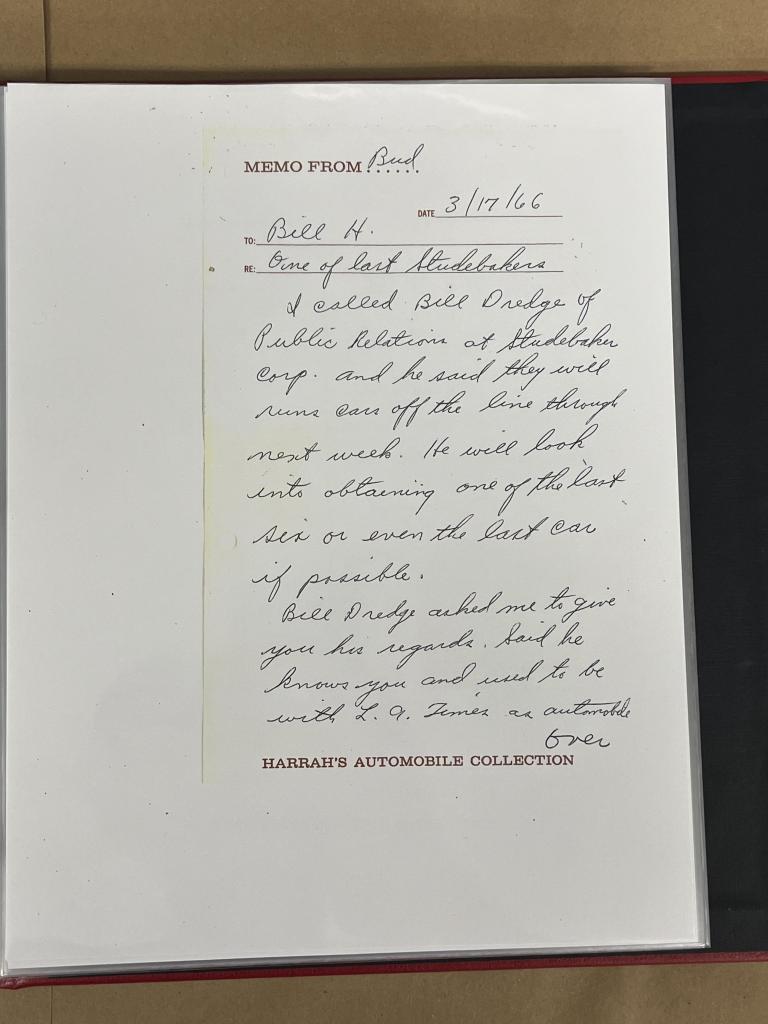 MEMO FROM Bud
DATE 3/17/66
TO: Bill H.
RE: One of last Studebakers
I called Bill Dredge of
Public Relations at Studebaker
Corp. and he said they will
runs cars off the line through
next week. He will look
into obtaining one of the last
six or even the last car
if possible.
Bill Dredge asked me to give
you his regards. Said he
knows you and used to be
with L.A. Times as automobile
over
HARRAH'S AUTOMOBILE COLLECTION